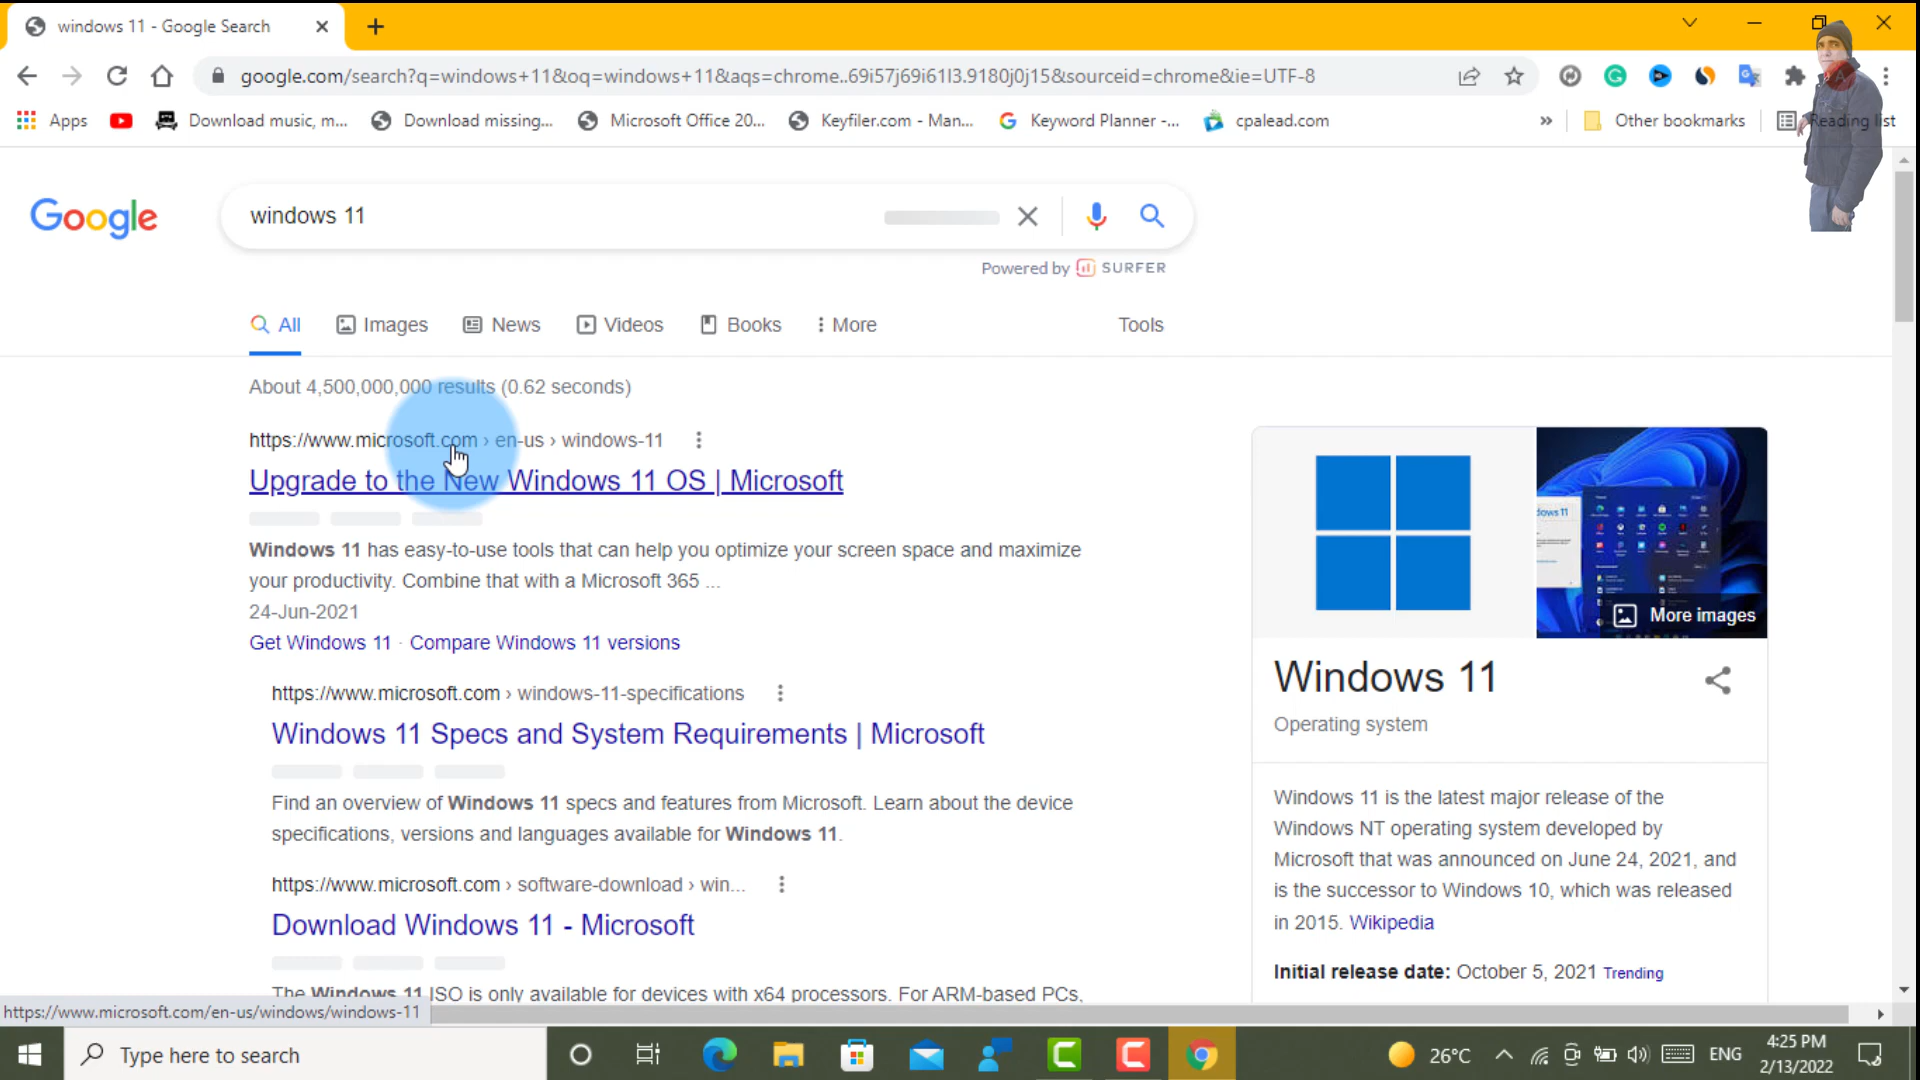 windows 11 - Google Search
google.com/search?q=windows+11&oq=windows+11&aqs=chrome..69i57j69i61l3.9180j0j15&sourceid=chrome&ie=UTF-8
Apps
Download music, m...
Download missing...
Microsoft Office 20...
Keyfiler.com - Man...
Keyword Planner -...
cpalead.com
»
Other bookmarks
Reading list
Google
windows 11
Powered by SURFER
All
Images
News
Videos
Books
More
Tools
About 4,500,000,000 results (0.62 seconds)
https://www.microsoft.com › en-us › windows-11
Upgrade to the New Windows 11 OS | Microsoft
Windows 11 has easy-to-use tools that can help you optimize your screen space and maximize
your productivity. Combine that with a Microsoft 365 ...
24-Jun-2021
Get Windows 11 · Compare Windows 11 versions
https://www.microsoft.com › windows-11-specifications
Windows 11 Specs and System Requirements | Microsoft
Find an overview of Windows 11 specs and features from Microsoft. Learn about the device
specifications, versions and languages available for Windows 11.
https://www.microsoft.com › software-download › win...
Download Windows 11 - Microsoft
The Windows 11 ISO is only available for devices with x64 processors. For ARM-based PCs,
More images
Windows 11
Operating system
Windows 11 is the latest major release of the
Windows NT operating system developed by
Microsoft that was announced on June 24, 2021, and
is the successor to Windows 10, which was released
in 2015. Wikipedia
Initial release date: October 5, 2021 Trending
https://www.microsoft.com/en-us/windows/windows-11
Type here to search
26°C
ENG
4:25 PM
2/13/2022